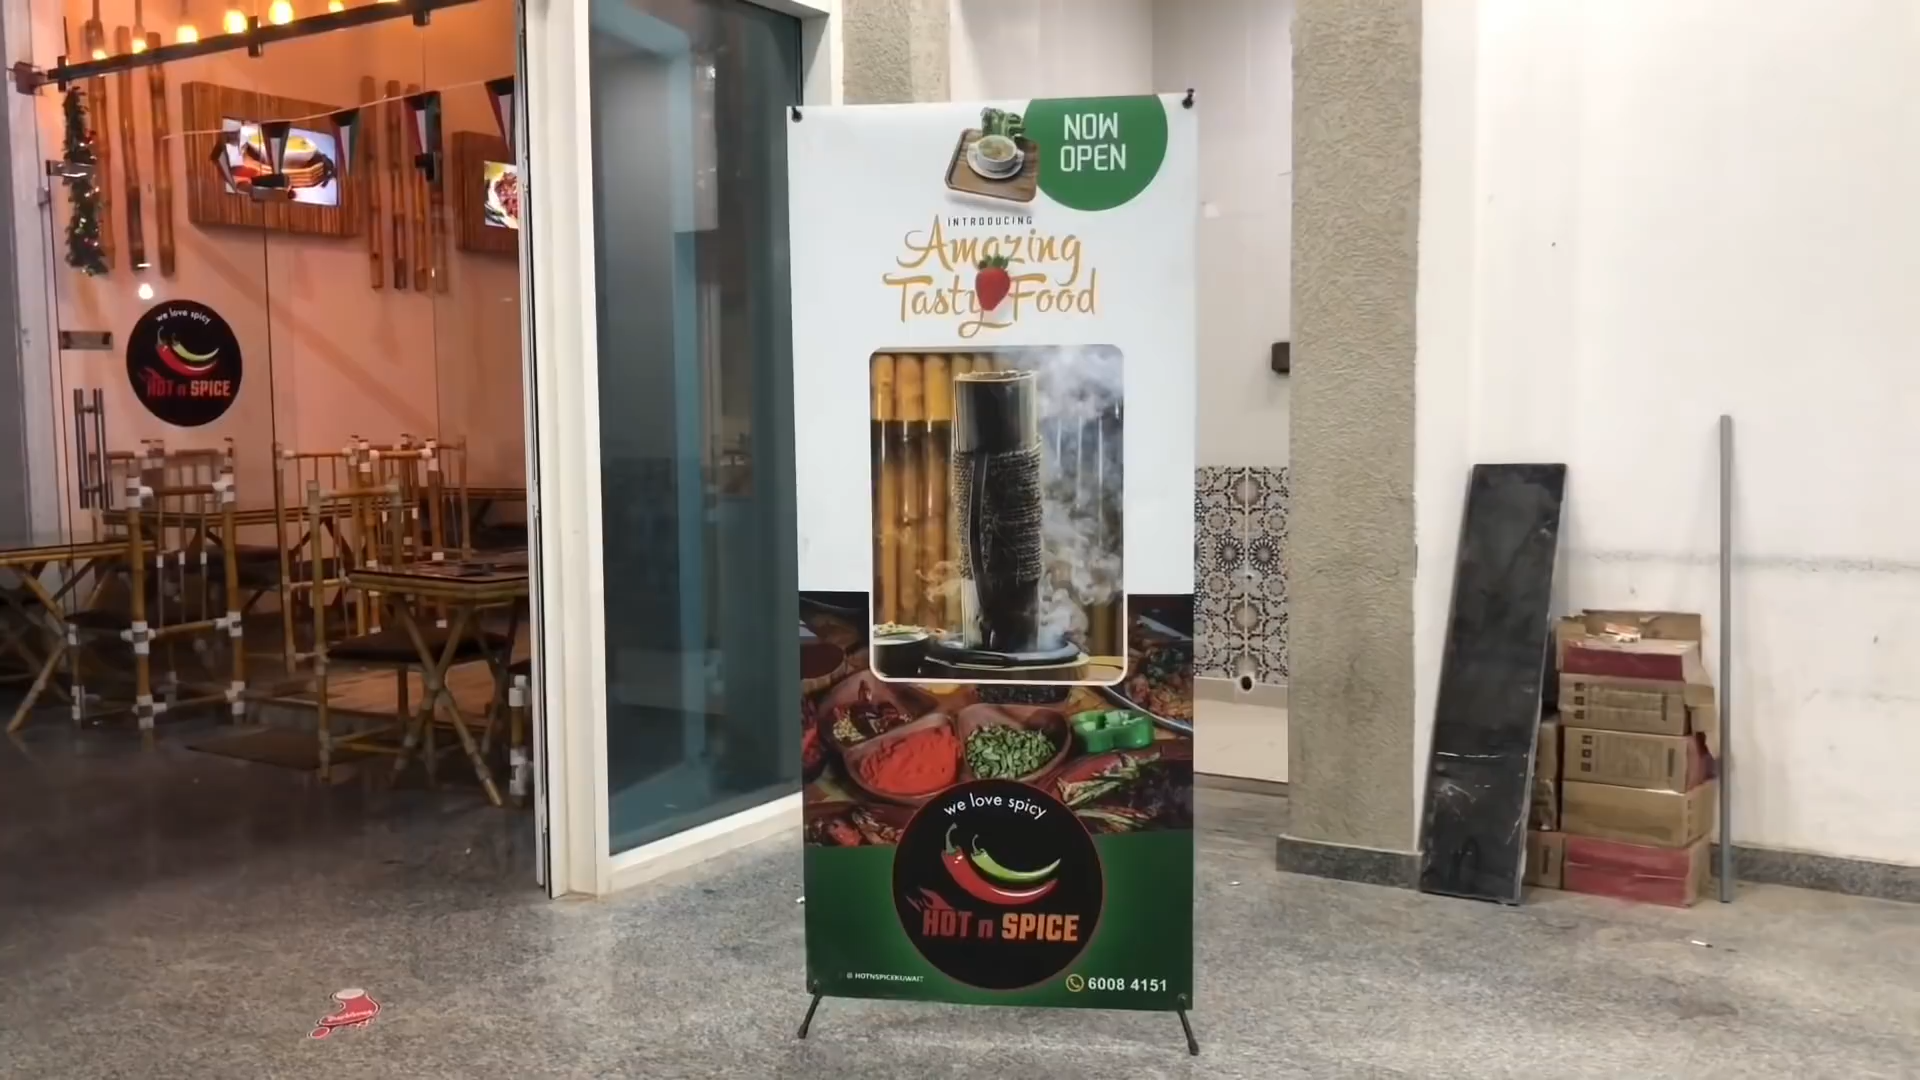 NOW
OPEN
INTRODUCING
Amazing
Tasty Food
we love spicy
HOT n SPICE
HOTNSPICEKUWAIT
6008 4151
we love spicy
HOT n SPICE